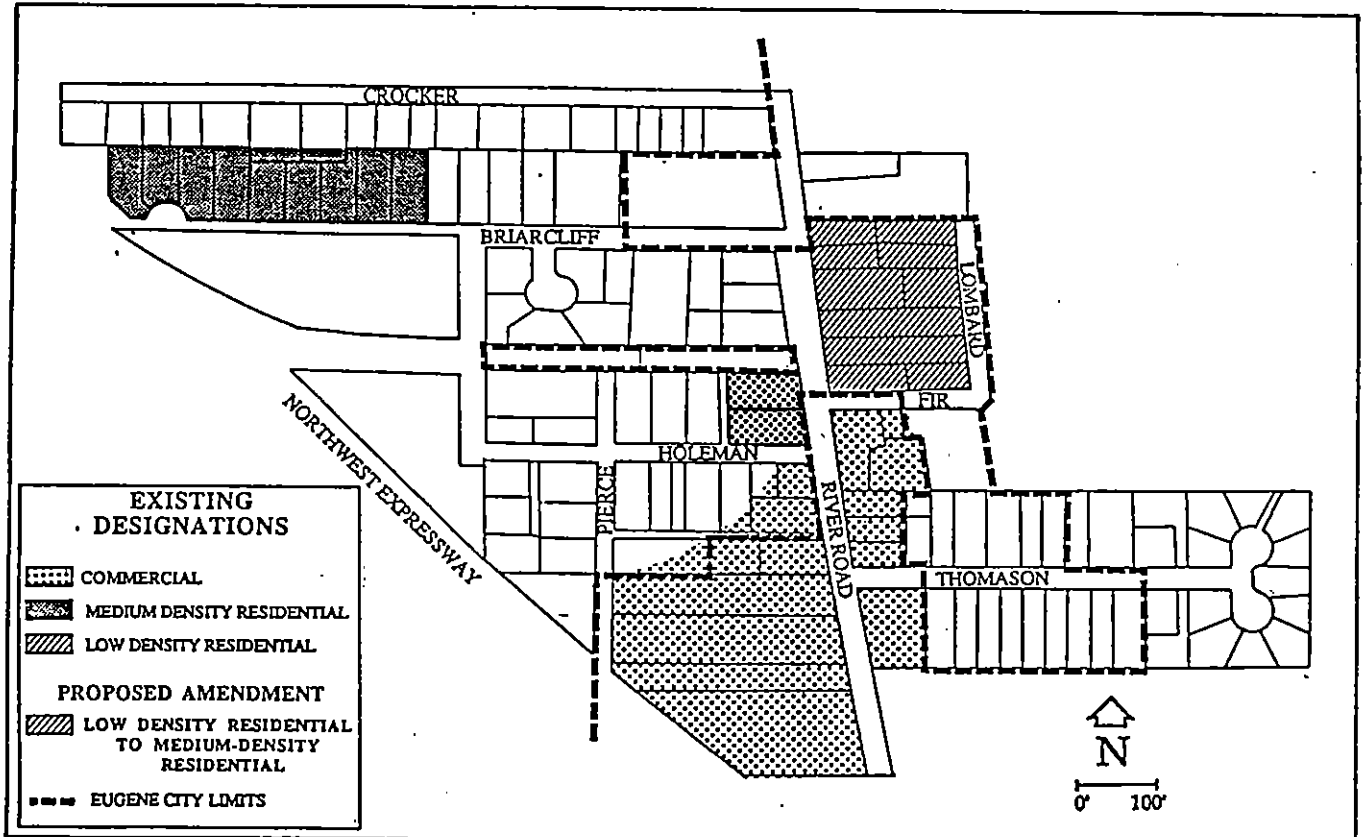 CROCKER
BRIARCLIFF
LOMBARD
FIR
HOLEMAN
PIERCE
NORTHWEST EXPRESSWAY
RIVER ROAD
THOMASON
EXISTING
DESIGNATIONS
COMMERCIAL
MEDIUM DENSITY RESIDENTIAL
LOW DENSITY RESIDENTIAL
PROPOSED AMENDMENT
LOW DENSITY RESIDENTIAL
TO MEDIUM-DENSITY
RESIDENTIAL
EUGENE CITY LIMITS
N
0' 100'